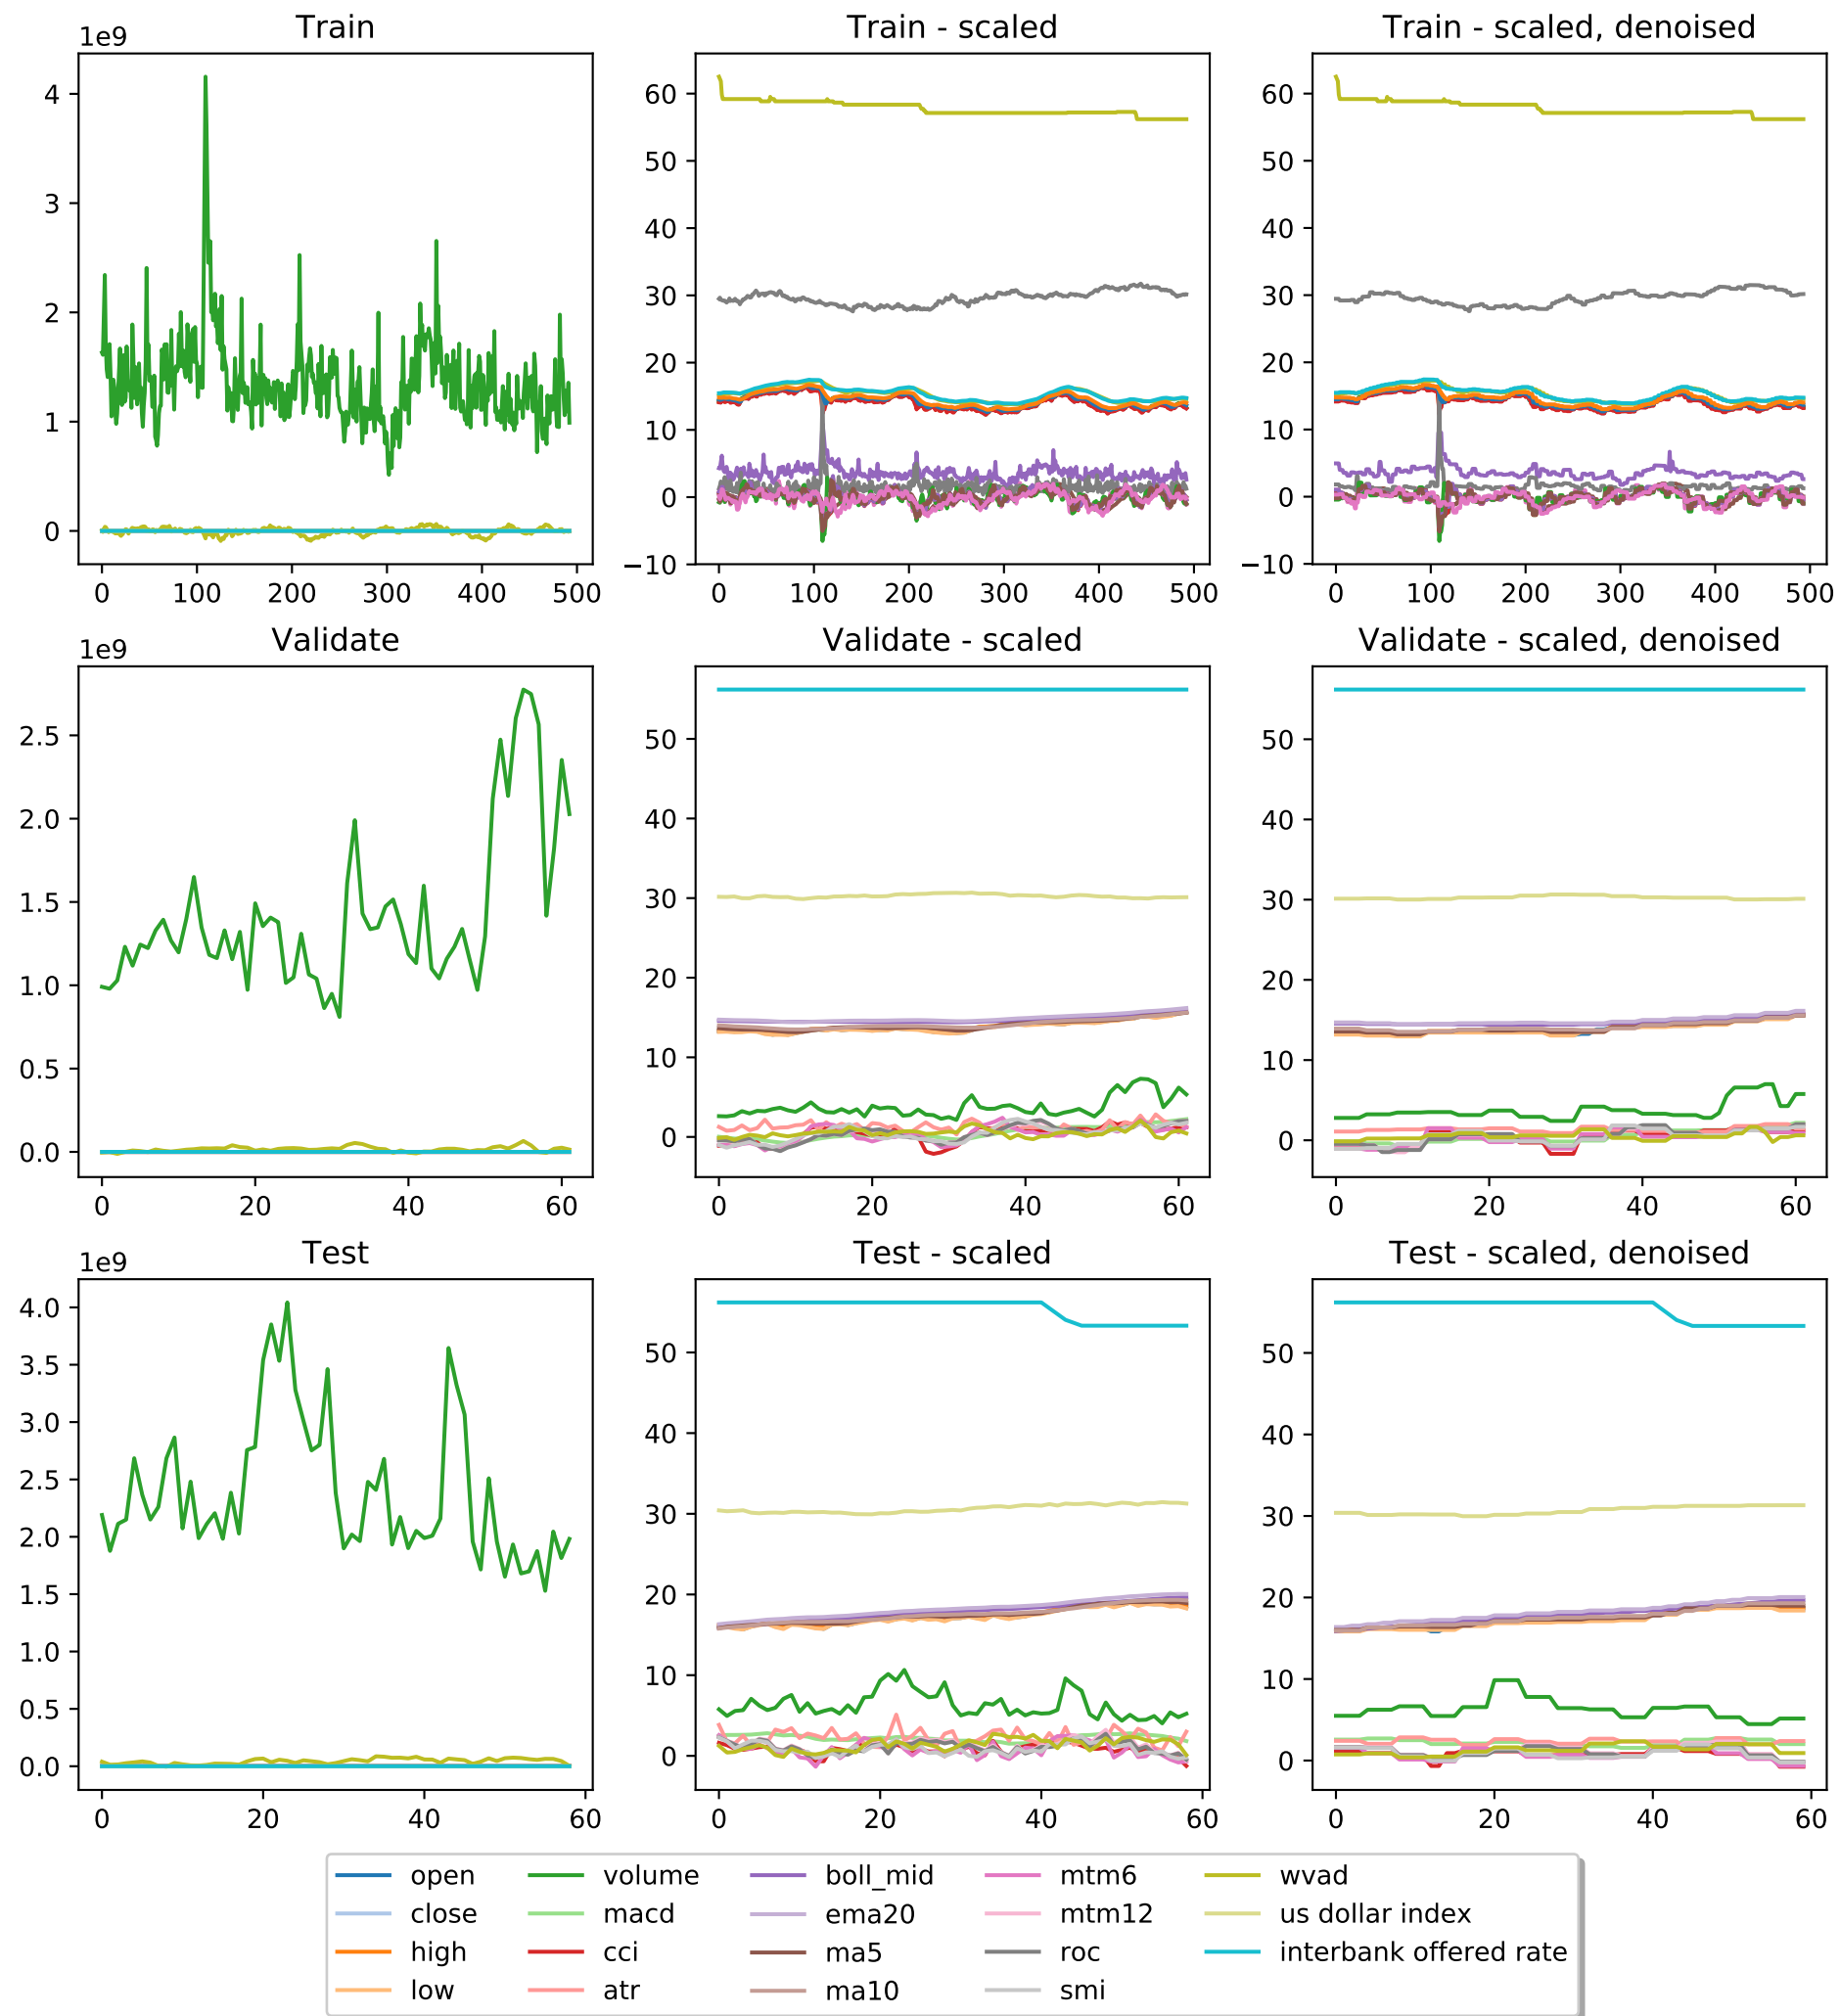 Train
Train - scaled
Train - scaled, denoised
1e9
4
3
2
1
0
0 100 200 300 400 500
60
50
40
30
20
10
0
−10
0 100 200 300 400 500
60
50
40
30
20
10
0
−10
0 100 200 300 400 500
Validate
Validate - scaled
Validate - scaled, denoised
1e9
2.5
2.0
1.5
1.0
0.5
0.0
0 20 40 60
50
40
30
20
10
0
0 20 40 60
50
40
30
20
10
0
0 20 40 60
Test
Test - scaled
Test - scaled, denoised
1e9
4.0
3.5
3.0
2.5
2.0
1.5
1.0
0.5
0.0
0 20 40 60
50
40
30
20
10
0
0 20 40 60
50
40
30
20
10
0
0 20 40 60
open
close
high
low
volume
macd
cci
atr
boll_mid
ema20
ma5
ma10
mtm6
mtm12
roc
smi
wvad
us dollar index
interbank offered rate